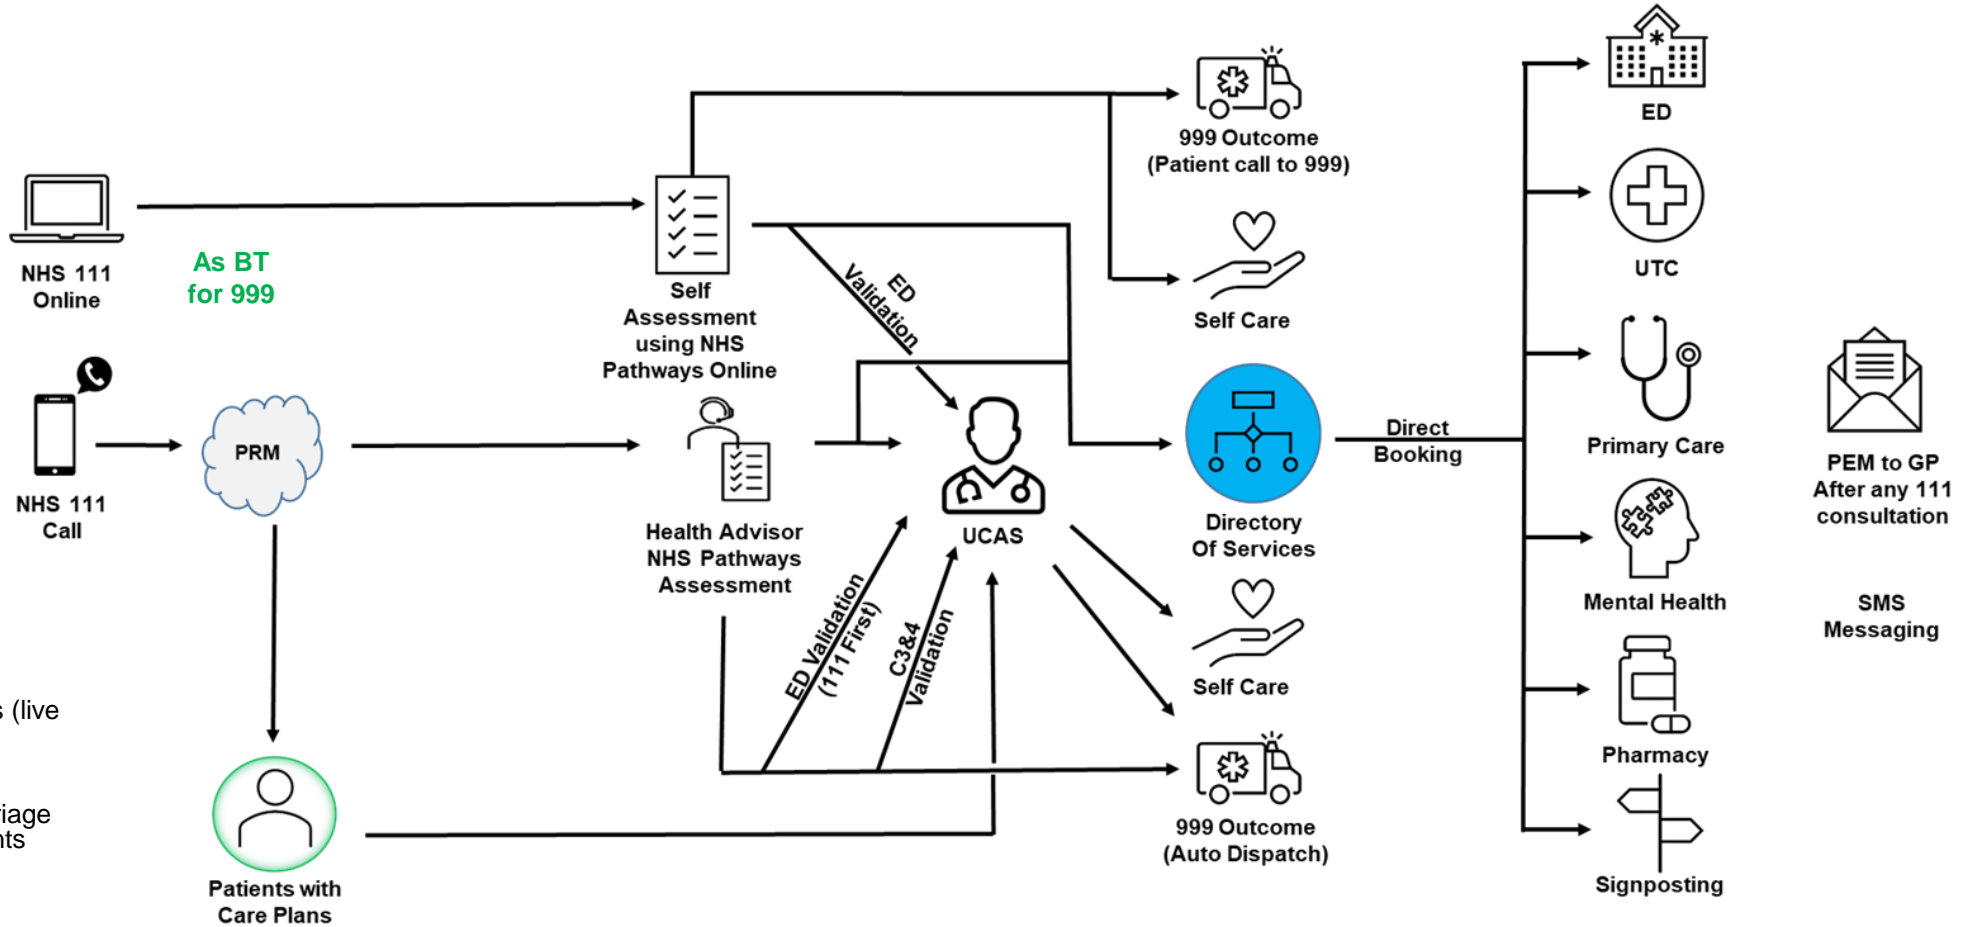 NHS 111
Online
As BT
for 999
NHS 111
Call
PRM
s (live
riage
nts
Patients with
Care Plans
Self
Assessment
using NHS
Pathways Online
Health Advisor
NHS Pathways
Assessment
ED
Validation
ED Validation
(111 First)
C3&4
Validation
UCAS
999 Outcome
(Patient call to 999)
Self Care
Directory
Of Services
Self Care
999 Outcome
(Auto Dispatch)
Direct
Booking
ED
UTC
Primary Care
Mental Health
Pharmacy
Signposting
PEM to GP
After any 111
consultation
SMS
Messaging